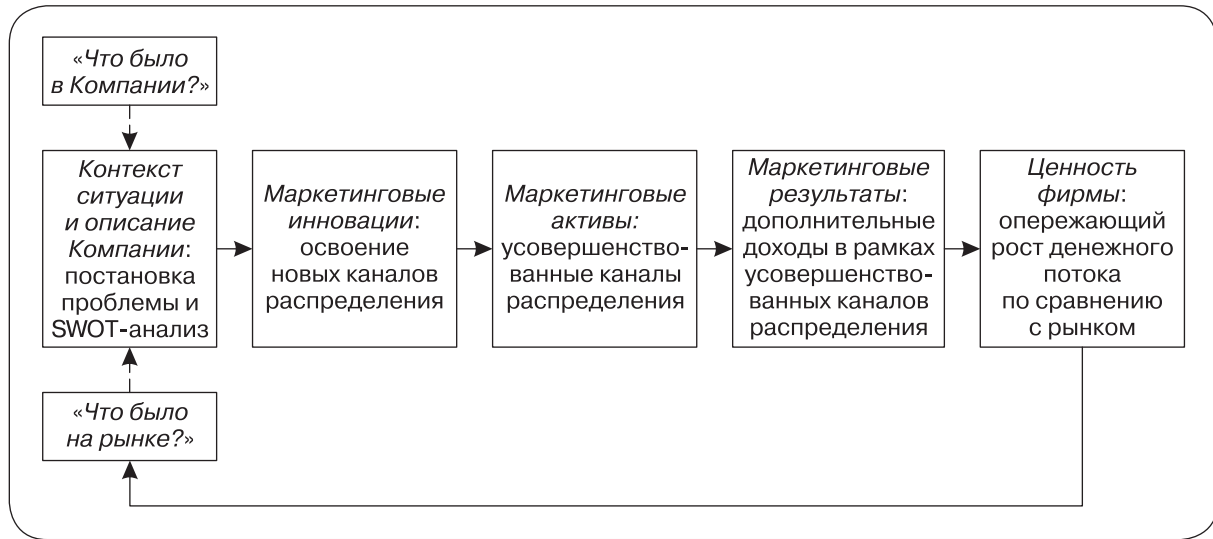 «Что было
в Компании?»
Контекст
ситуации
и описание
Компании:
постановка
проблемы и
SWOT-анализ
Маркетинговые
инновации:
освоение
новых каналов
распределения
Маркетинговые
активы:
усовершенство-
ванные каналы
распределения
Маркетинговые
результаты:
дополнительные
доходы в рамках
усовершенство-
ванных каналов
распределения
Ценность
фирмы:
опережающий
рост денежного
потока
по сравнению
с рынком
«Что было
на рынке?»